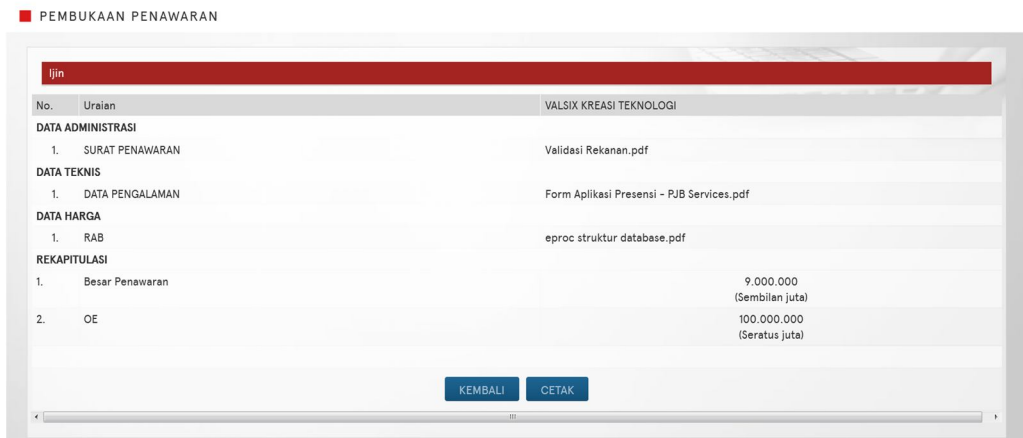 PEMBUKAAN PENAWARAN
Ijin
No. Uraian VALSIX KREASI TEKNOLOGI
DATA ADMINISTRASI
1. SURAT PENAWARAN Validasi Rekanan.pdf
DATA TEKNIS
1. DATA PENGALAMAN Form Aplikasi Presensi - PJB Services.pdf
DATA HARGA
1. RAB eproc struktur database.pdf
REKAPITULASI
1. Besar Penawaran 9.000.000
(Sembilan juta)
2. OE 100.000.000
(Seratus juta)
KEMBALI CETAK